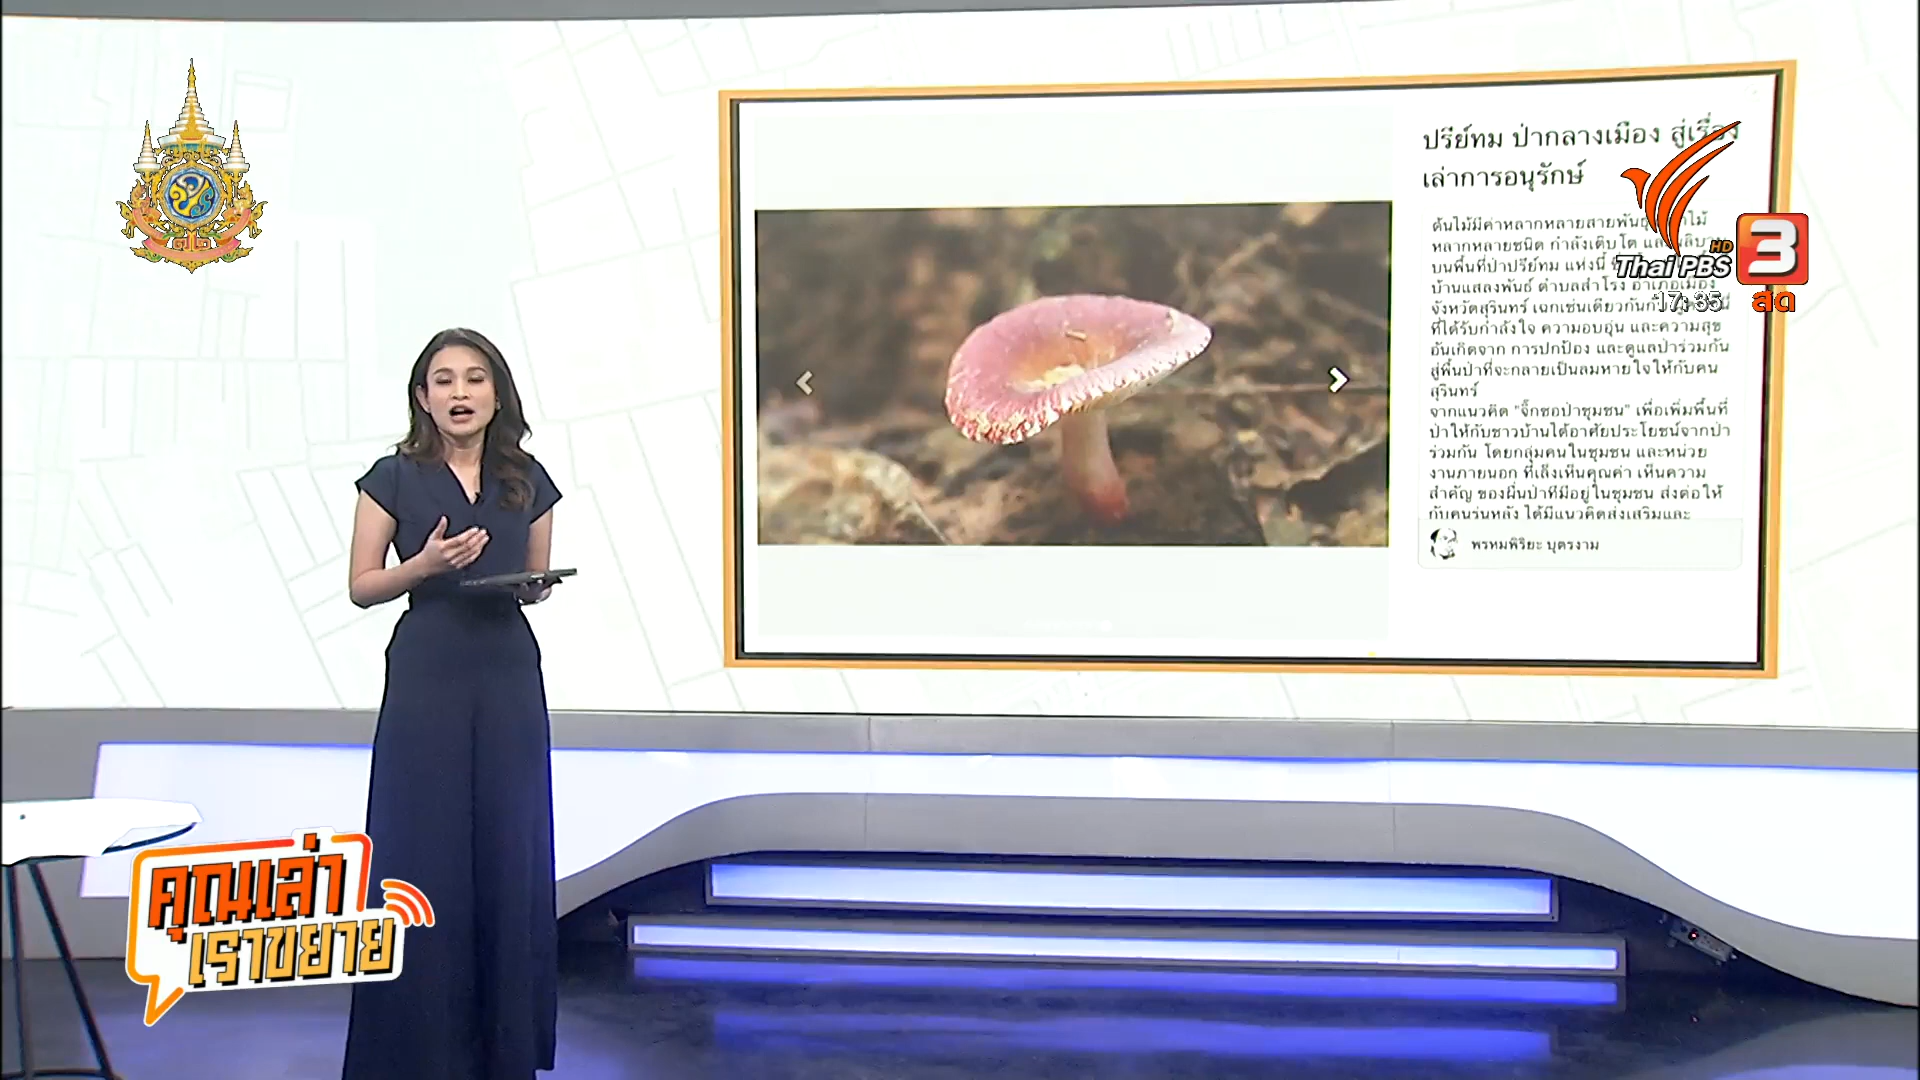 ปรีย์ทม ป่ากลางเมือง สู่เรื่อง
เล่าการอนุรักษ์
ต้นไม้มีค่าหลากหลายสายพันธุ์
หลากหลายชนิด กำลังเติบโต และ
บนพื้นที่ป่าปรีย์ทม แห่งนี้
บ้านแสลงพันธ์ ตำบลสำโรง อำเภอเมือง
จังหวัดสุรินทร์ เฉกเช่นเดียวกัน
ที่ได้รับกำลังใจ ความอบอุ่น และความสุข
อันเกิดจาก การปกป้อง และดูแลป่าร่วมกัน
สู่พื้นป่าที่จะกลายเป็นลมหายใจให้กับคน
สุรินทร์
จากแนวคิด "จิ๊กซอป่าชุมชน" เพื่อเพิ่มพื้นที่
ป่าให้กับชาวบ้านได้อาศัยประโยชน์จากป่า
ร่วมกัน โดยกลุ่มคนในชุมชน และหน่วย
งานภายนอก ที่เล็งเห็นคุณค่า เห็นความ
สำคัญ ของผืนป่าที่มีอยู่ในชุมชน ส่งต่อให้
กับคนรุ่นหลัง ได้มีแนวคิดส่งเสริมและ
พรหมพิริยะ บุตรงาม
HD
Thai PBS
3
17:35
สด
๗๒
คุณเล่า
เราขยาย